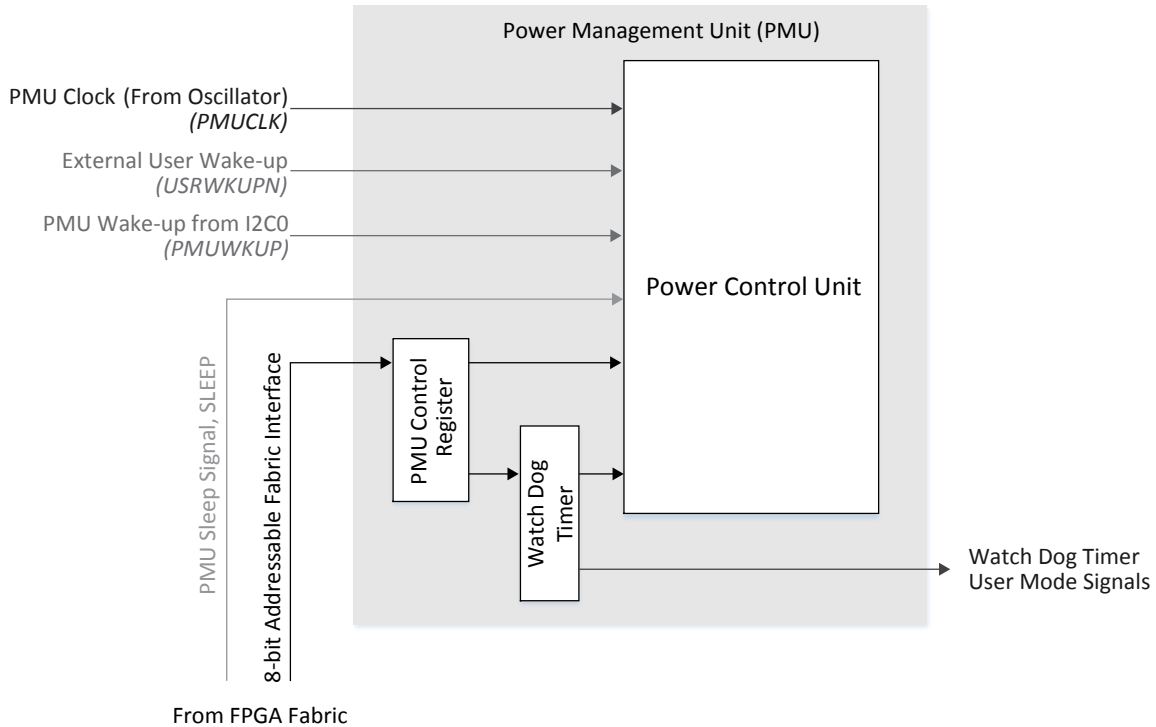 Power Management Unit (PMU)
PMU Clock (From Oscillator)
(PMUCLK)
External User Wake-up
(USRWKUPN)
PMU Wake-up from I2C0
(PMUWKUP)
Power Control Unit
PMU Sleep Signal, SLEEP
8-bit Addressable Fabric Interface
PMU Control
Register
Watch Dog
Timer
Watch Dog Timer
User Mode Signals
From FPGA Fabric